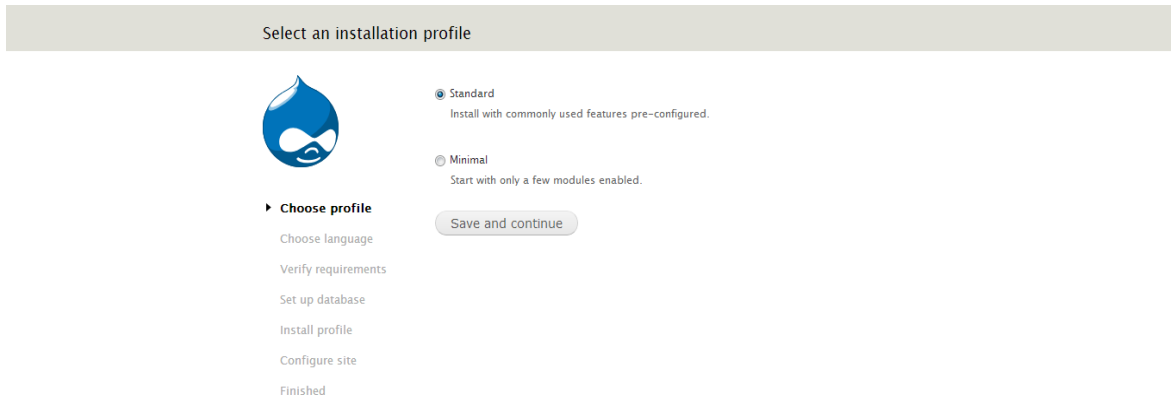 Select an installation profile
Standard
Install with commonly used features pre-configured.
Minimal
Start with only a few modules enabled.
Save and continue
Choose profile
Choose language
Verify requirements
Set up database
Install profile
Configure site
Finished